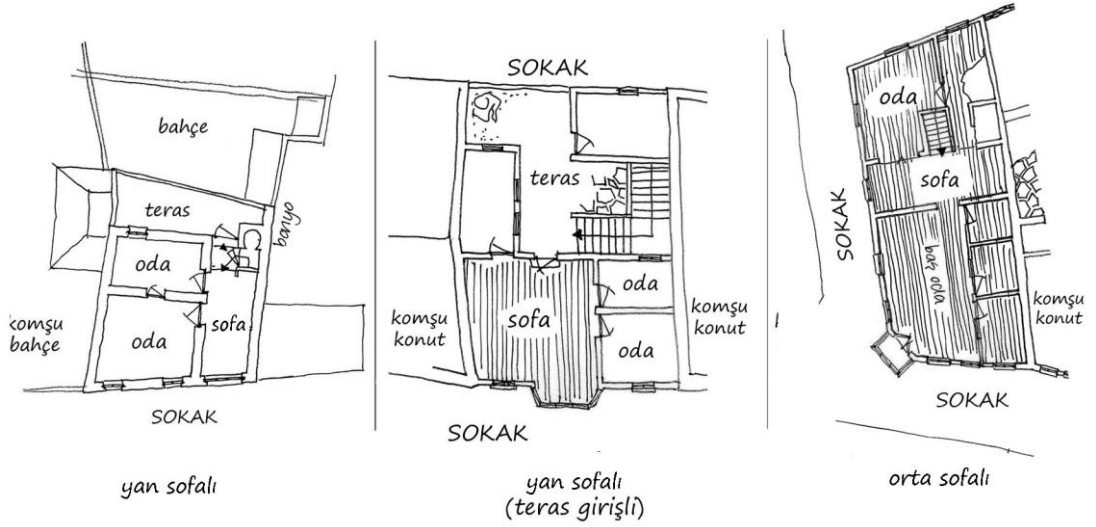 bahçe
teras
banyo
oda
sofa
oda
komşu
bahçe
SOKAK
yan sofalı
SOKAK
teras
oda
sofa
oda
komşu
konut
komşu
konut
SOKAK
yan sofalı
(teras girişli)
oda
sofa
SOKAK
baş oda
komşu
konut
SOKAK
orta sofalı